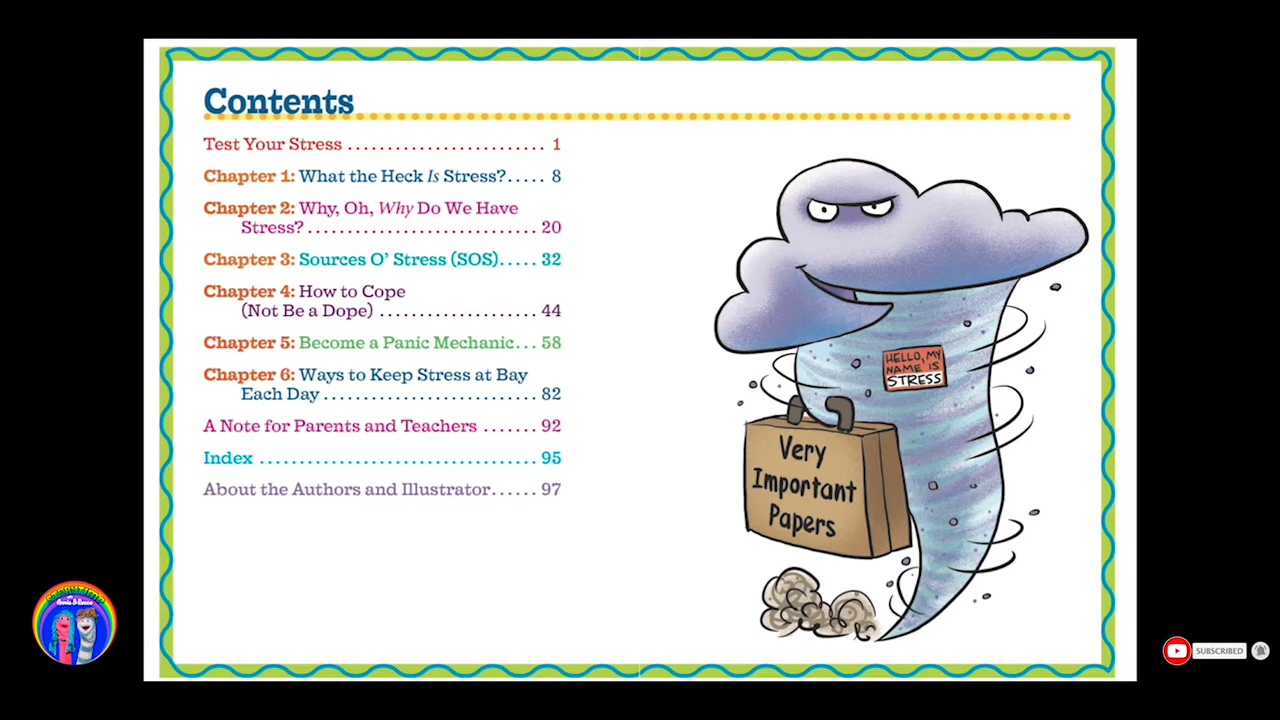 Contents
Test Your Stress ......................... 1
Chapter 1: What the Heck Is Stress?..... 8
Chapter 2: Why, Oh, Why Do We Have
Stress? ............................. 20
Chapter 3: Sources O' Stress (SOS)..... 32
Chapter 4: How to Cope
(Not Be a Dope) .................... 44
Chapter 5: Become a Panic Mechanic... 58
Chapter 6: Ways to Keep Stress at Bay
Each Day ........................... 82
A Note for Parents and Teachers ....... 92
Index ................................... 95
About the Authors and Illustrator...... 97
HELLO, MY
NAME IS
STRESS
Very
Important
Papers
SUBSCRIBED